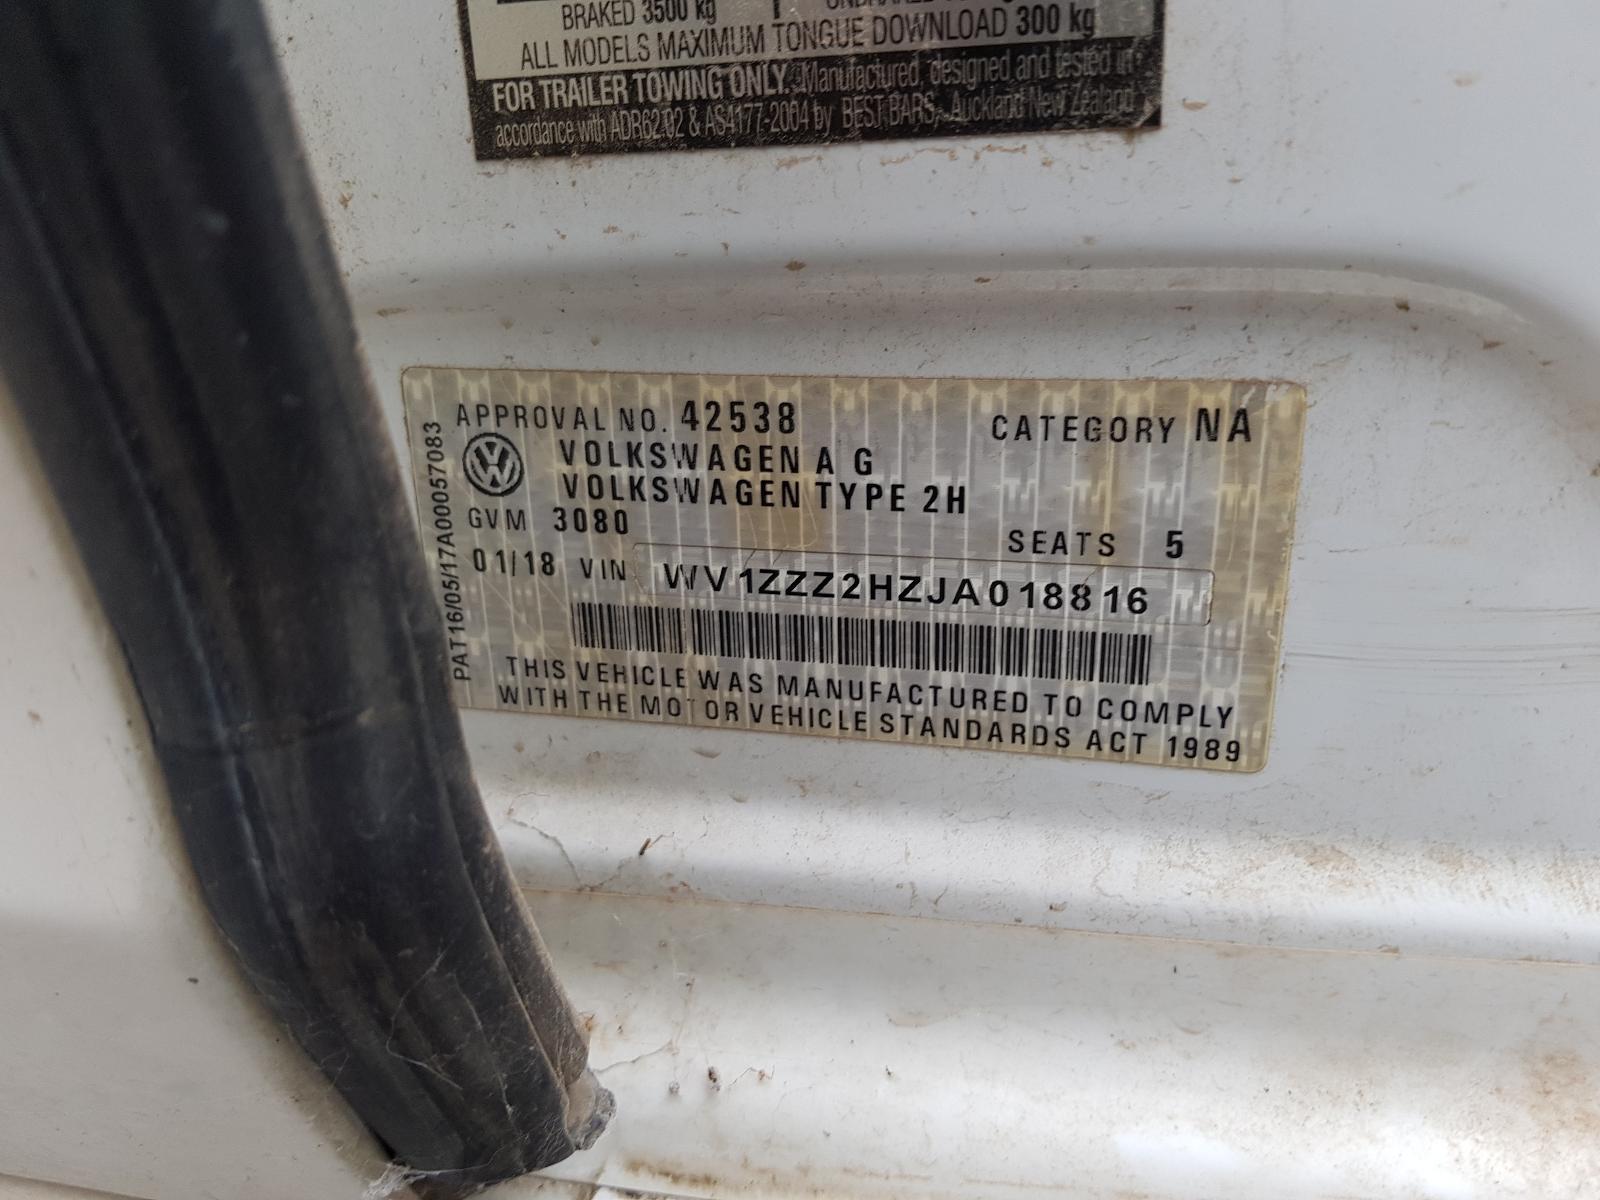 BRAKED 3500 kg
ALL MODELS MAXIMUM TONGUE DOWNLOAD 300 kg
FOR TRAILER TOWING ONLY. Manufactured, designed and tested in
accordance with ADR62.02 & AS4177-2004 by BEST BARS, Auckland New Zealand
APPROVAL NO. 42538 CATEGORY NA
VOLKSWAGEN A G
VOLKSWAGEN TYPE 2H
GVM 3080
SEATS 5
01/18 VIN WV1ZZZ2HZJA018816
THIS VEHICLE WAS MANUFACTURED TO COMPLY
WITH THE MOTOR VEHICLE STANDARDS ACT 1989
PAT16/05/17A00057083